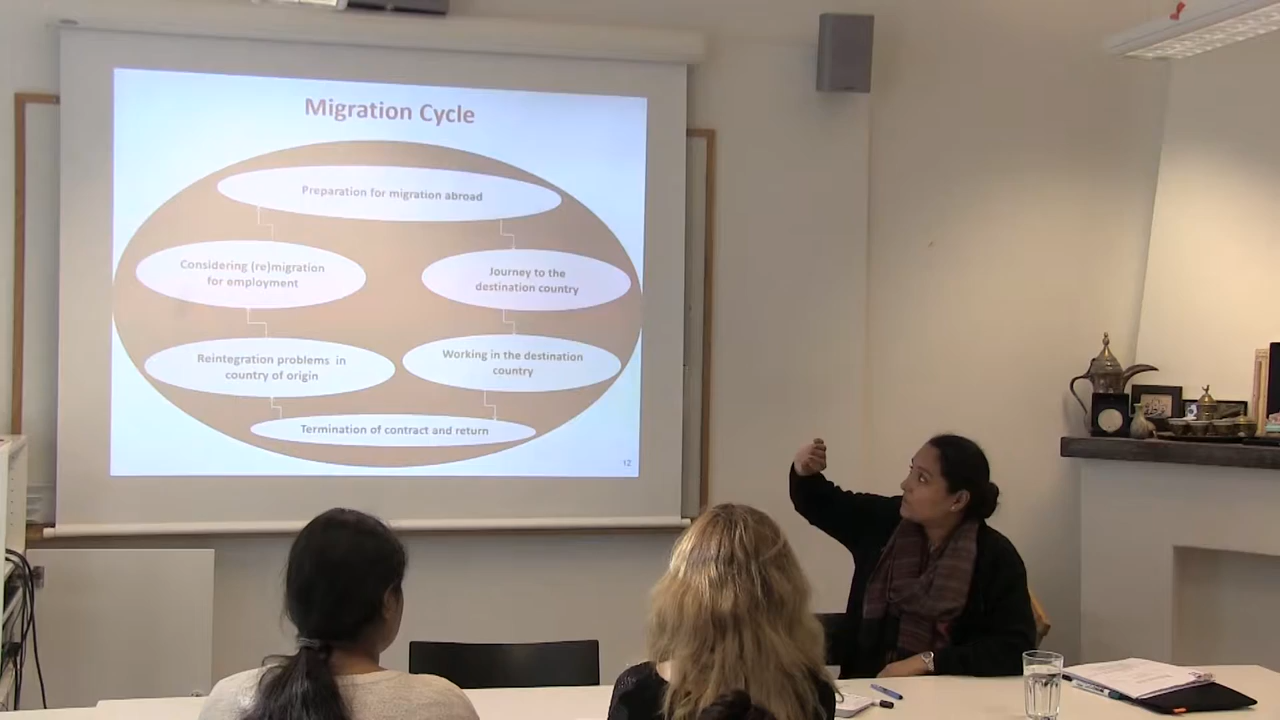 Migration Cycle
Preparation for migration abroad
Considering (re)migration
for employment
Journey to the
destination country
Reintegration problems in
country of origin
Working in the destination
country
Termination of contract and return
12